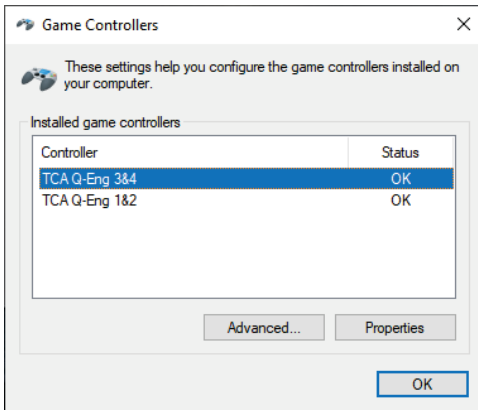 Game Controllers
These settings help you configure the game controllers installed on
your computer.
Installed game controllers
Controller Status
TCA Q-Eng 3&4 OK
TCA Q-Eng 1&2 OK
Advanced... Properties
OK